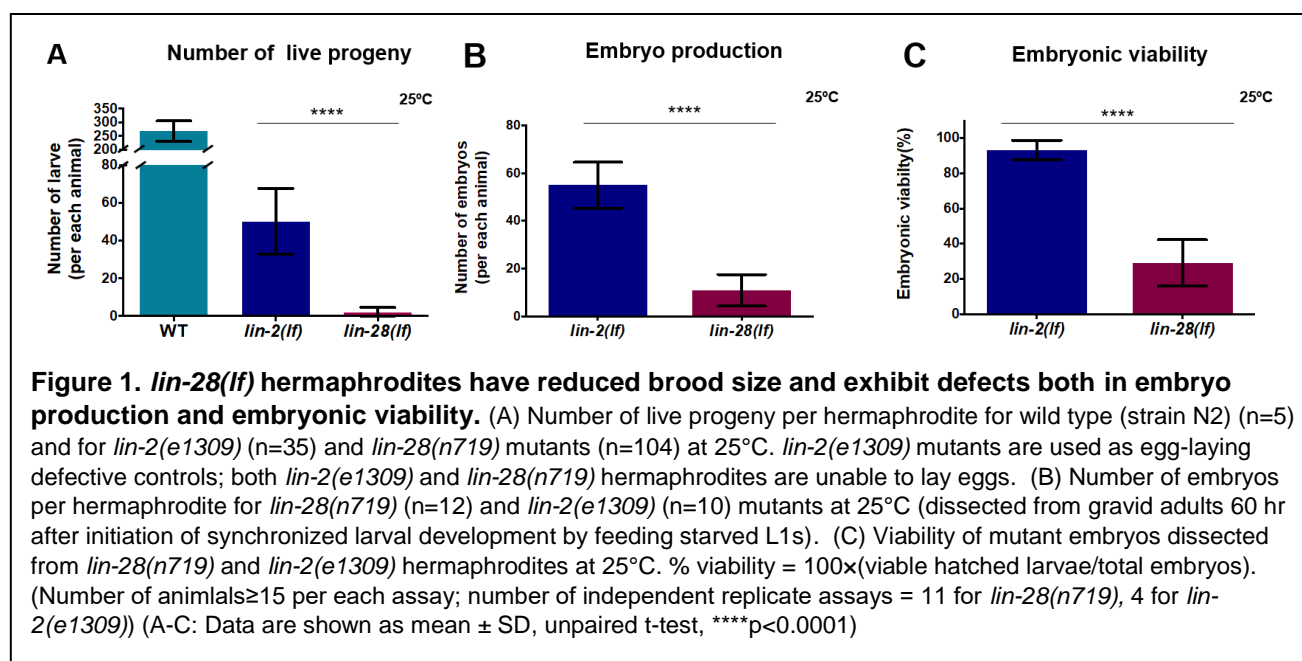 A
Number of live progeny
25ºC
****
Number of larve
(per each animal)
350
300
250
200
80
60
40
20
0
WT
lin-2(lf)
lin-28(lf)
B
Embryo production
25ºC
****
Number of embryos
(per each animal)
80
60
40
20
0
lin-2(lf)
lin-28(lf)
C
Embryonic viability
25ºC
****
Embryonic viability(%)
100
80
60
40
20
0
lin-2(lf)
lin-28(lf)
Figure 1. lin-28(lf) hermaphrodites have reduced brood size and exhibit defects both in embryo
production and embryonic viability. (A) Number of live progeny per hermaphrodite for wild type (strain N2) (n=5)
and for lin-2(e1309) (n=35) and lin-28(n719) mutants (n=104) at 25°C. lin-2(e1309) mutants are used as egg-laying
defective controls; both lin-2(e1309) and lin-28(n719) hermaphrodites are unable to lay eggs. (B) Number of embryos
per hermaphrodite for lin-28(n719) (n=12) and lin-2(e1309) (n=10) mutants at 25°C (dissected from gravid adults 60 hr
after initiation of synchronized larval development by feeding starved L1s). (C) Viability of mutant embryos dissected
from lin-28(n719) and lin-2(e1309) hermaphrodites at 25°C. % viability = 100×(viable hatched larvae/total embryos).
(Number of animlals≥15 per each assay; number of independent replicate assays = 11 for lin-28(n719), 4 for lin-
2(e1309)) (A-C: Data are shown as mean ± SD, unpaired t-test, ****p<0.0001)